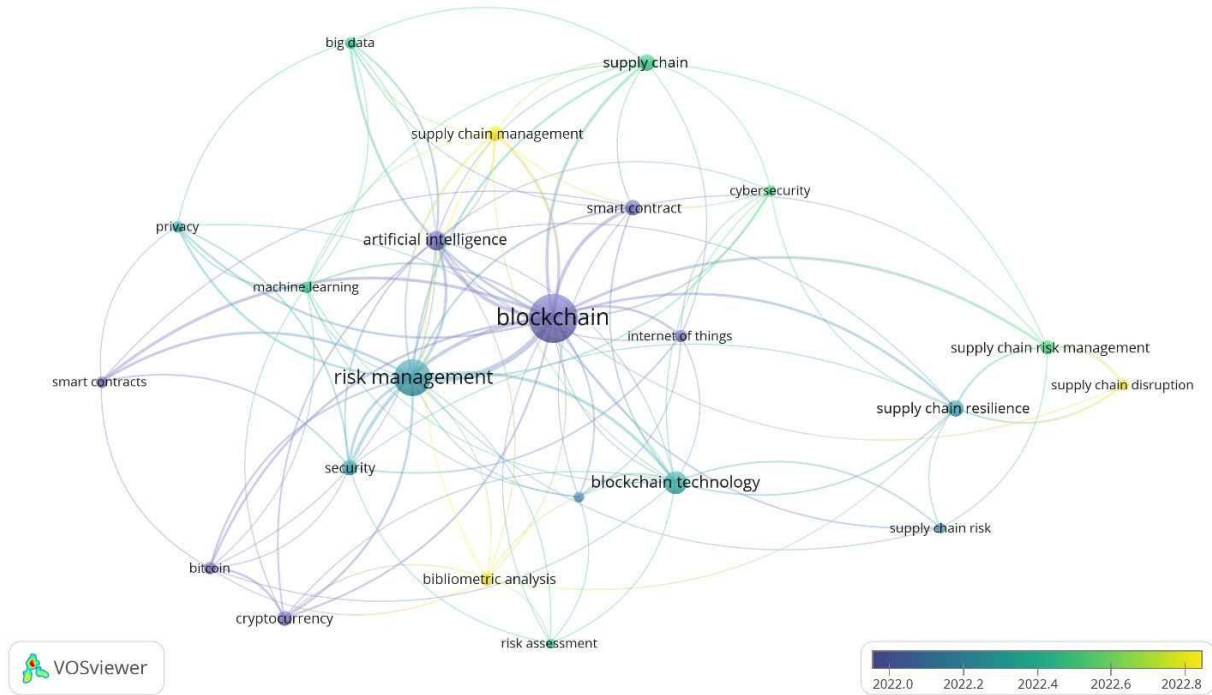 big data
supply chain
supply chain management
cybersecurity
smart contract
privacy
artificial intelligence
machine learning
blockchain
internet of things
supply chain risk management
risk management
smart contracts
supply chain disruption
supply chain resilience
security
blockchain technology
supply chain risk
bitcoin
bibliometric analysis
cryptocurrency
risk assessment
VOSviewer
2022.0 2022.2 2022.4 2022.6 2022.8